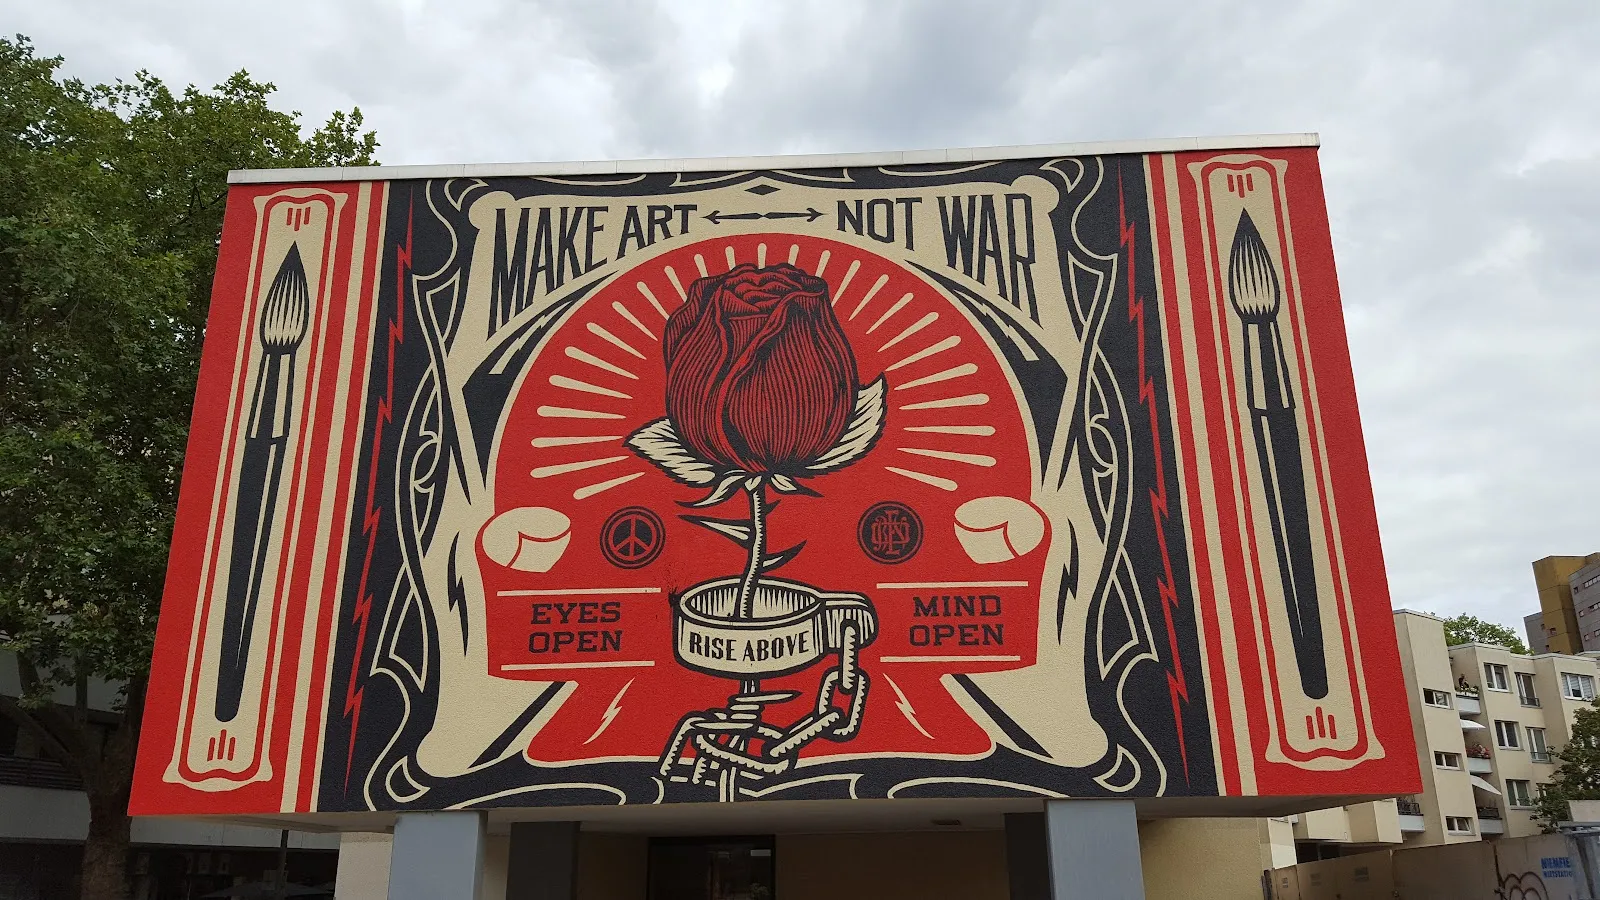 MAKE ART NOT WAR
EYES
OPEN
MIND
OPEN
RISE ABOVE